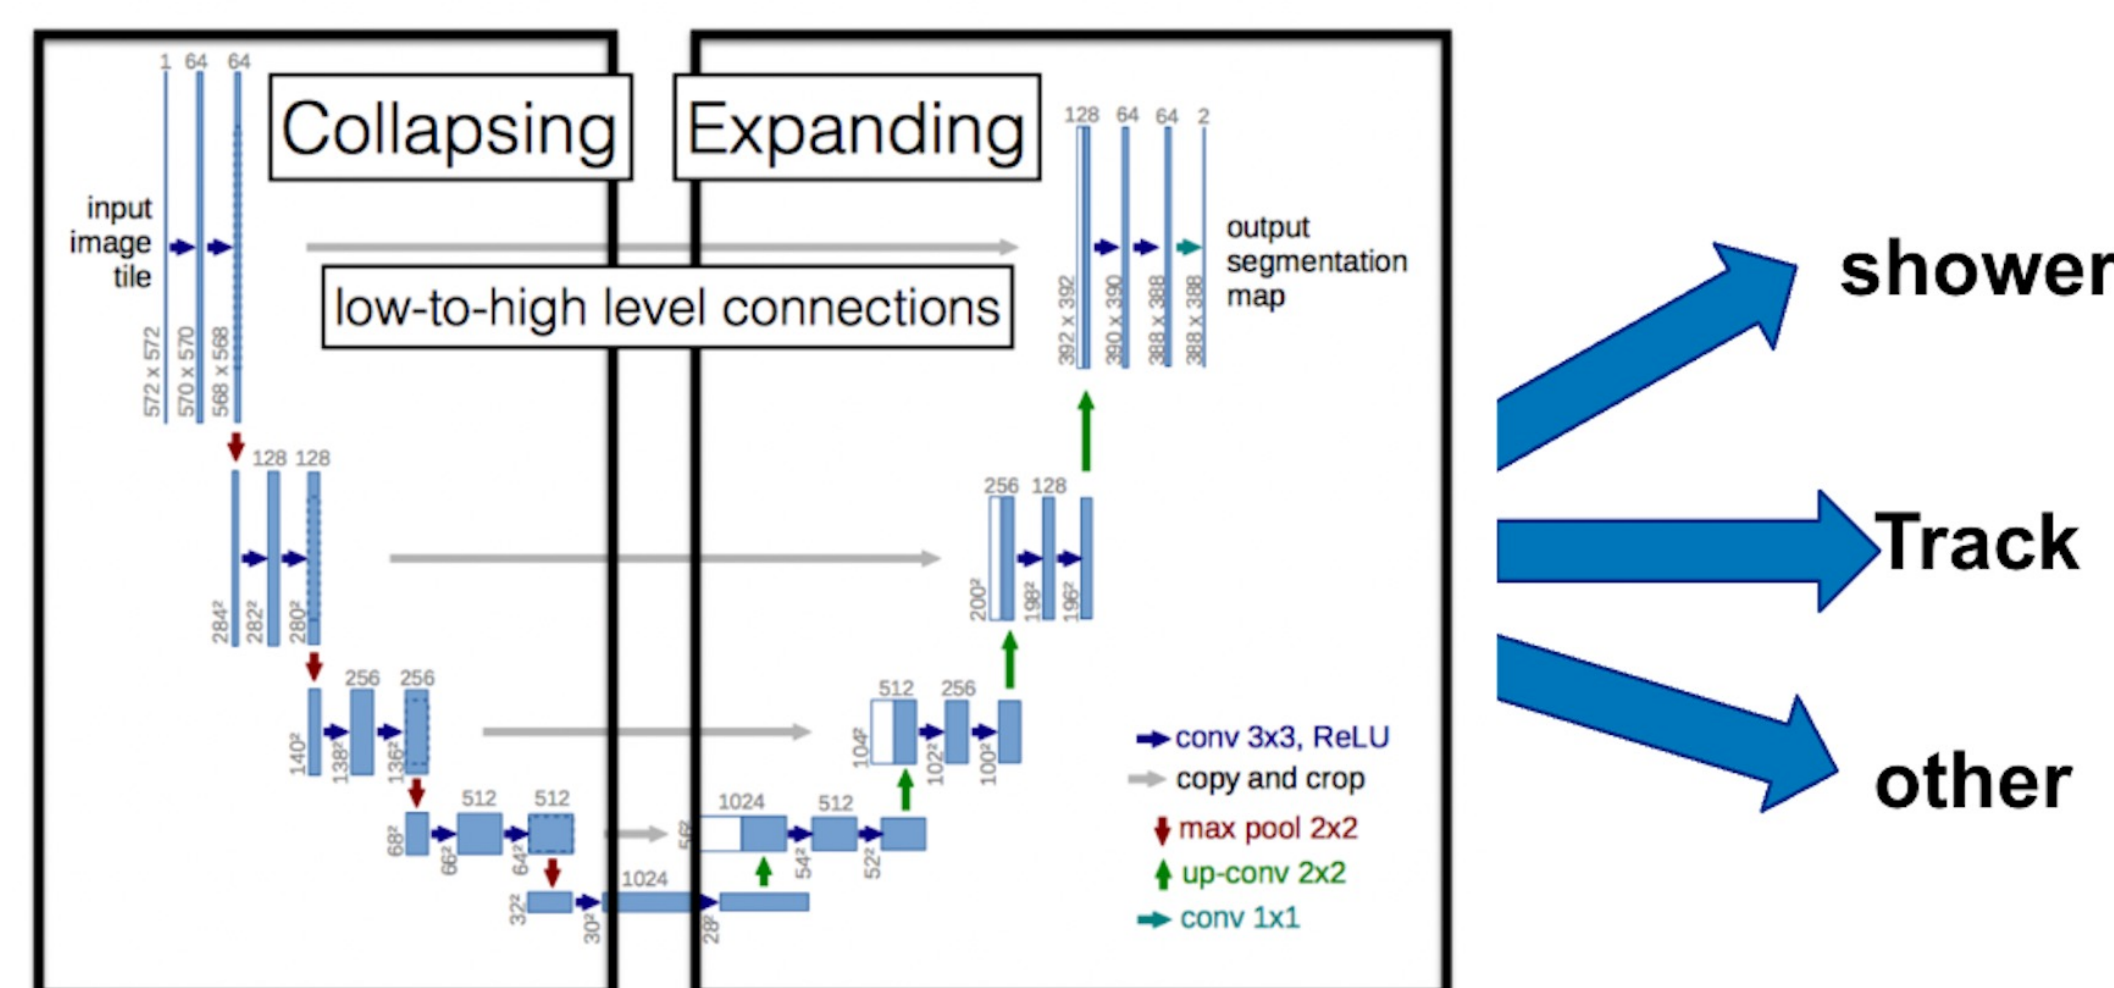 1 64 64
Collapsing
Expanding
128 64 64 2
input
image
tile
output
segmentation
map
low-to-high level connections
572 x 572
570 x 570
568 x 568
392 x 392
390 x 390
388 x 388
388 x 388
128 128
284²
282²
280²
256 128
200²
198²
196²
256 256
140²
138²
136²
512 256
104²
102²
100²
512 512
68²
66²
64²
1024 512
56²
54²
52²
1024
32²
30²
28²
conv 3x3, ReLU
copy and crop
max pool 2x2
up-conv 2x2
conv 1x1
shower
Track
other